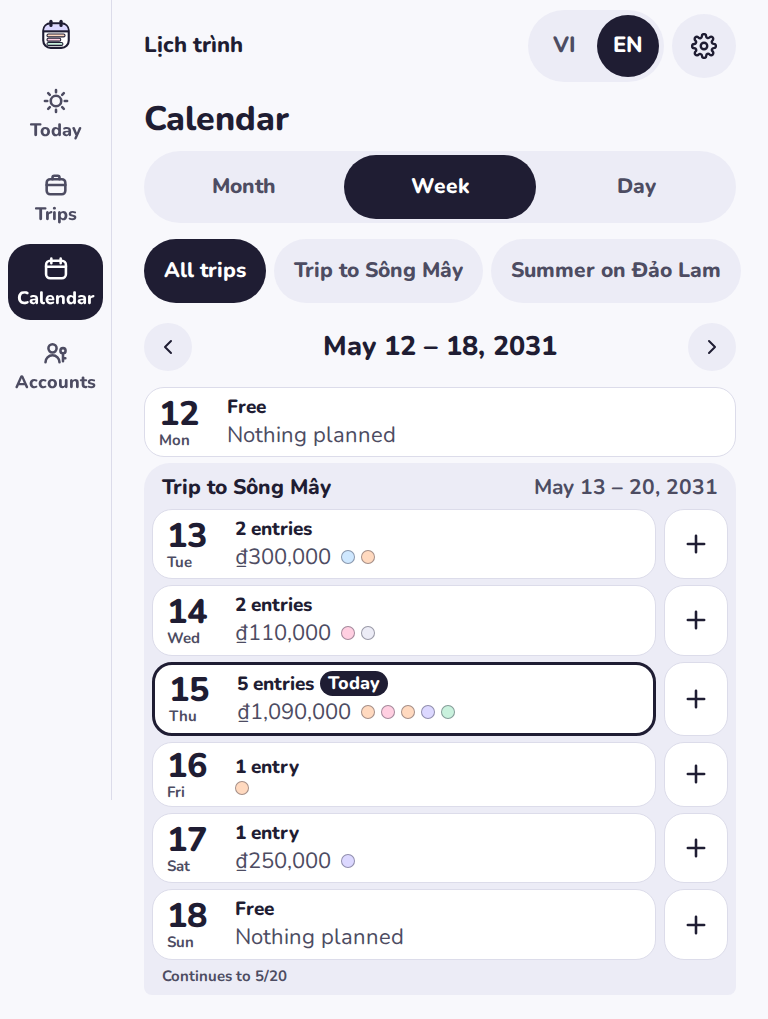 Lịch trình
VI
EN
Today
Trips
Calendar
Accounts
Calendar
Month
Week
Day
All trips
Trip to Sông Mây
Summer on Đảo Lam
May 12 – 18, 2031
12
Mon
Free
Nothing planned
Trip to Sông Mây
May 13 – 20, 2031
13
Tue
2 entries
₫300,000
14
Wed
2 entries
₫110,000
15
Thu
5 entries
Today
₫1,090,000
16
Fri
1 entry
17
Sat
1 entry
₫250,000
18
Sun
Free
Nothing planned
Continues to 5/20